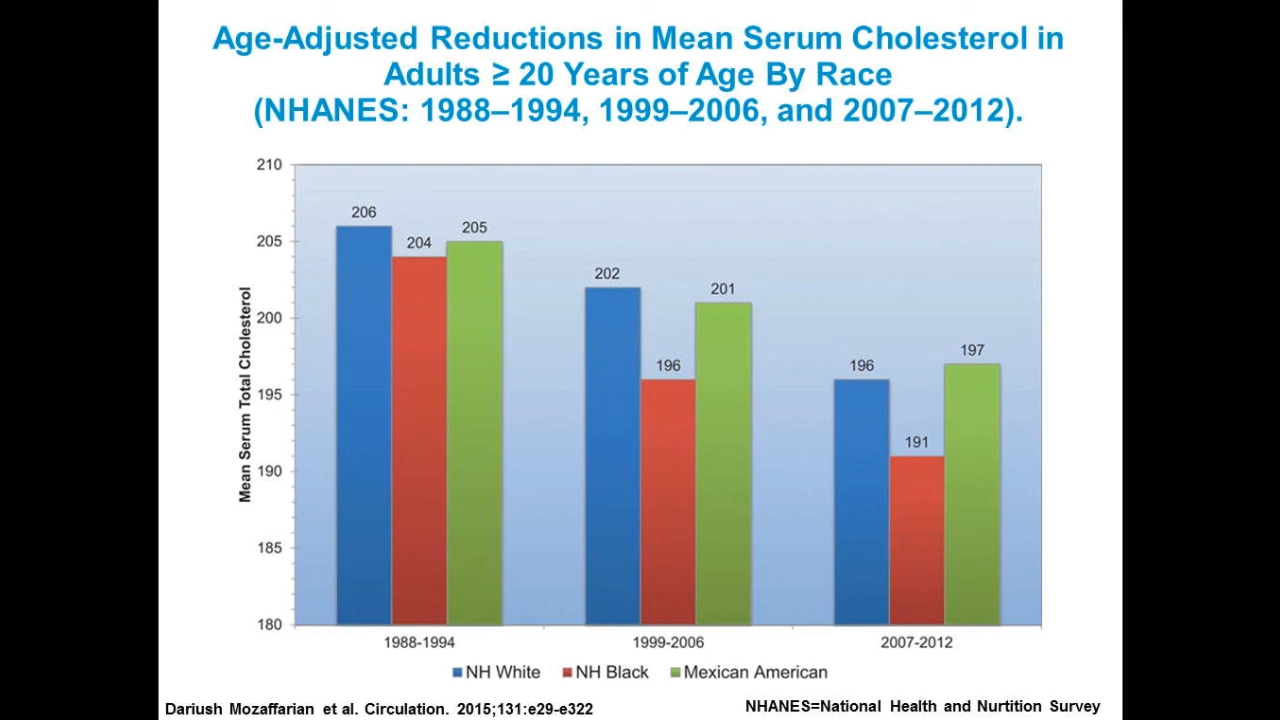 Age-Adjusted Reductions in Mean Serum Cholesterol in
Adults ≥ 20 Years of Age By Race
(NHANES: 1988–1994, 1999–2006, and 2007–2012).
Mean Serum Total Cholesterol
210
205
200
195
190
185
180
206
204
205
202
196
201
196
191
197
1988-1994
1999-2006
2007-2012
NH White
NH Black
Mexican American
Dariush Mozaffarian et al. Circulation. 2015;131:e29-e322
NHANES=National Health and Nurtition Survey